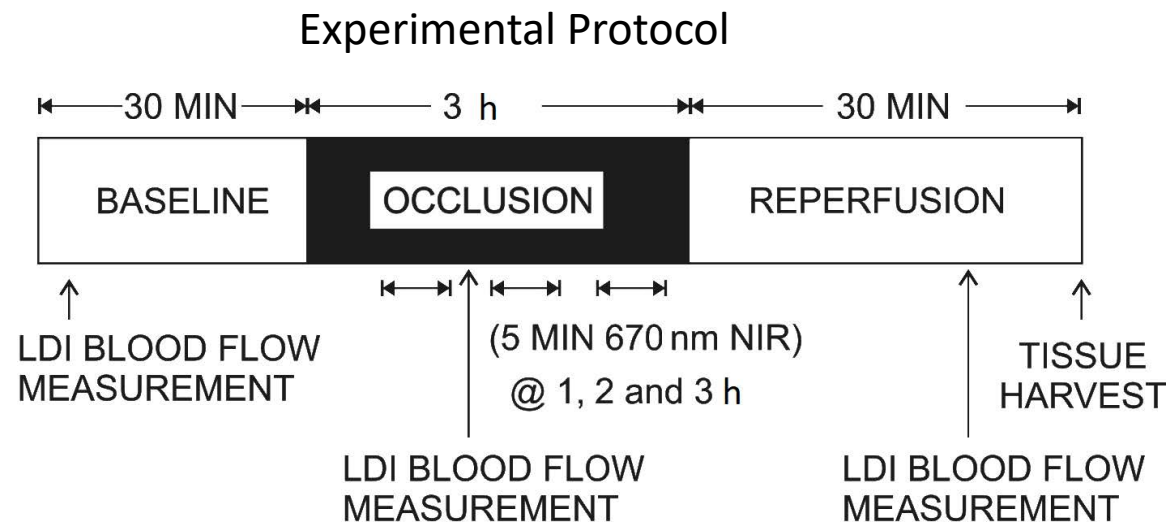 Experimental Protocol
30 MIN 3 h 30 MIN
BASELINE OCCLUSION REPERFUSION
LDI BLOOD FLOW
MEASUREMENT
(5 MIN 670 nm NIR)
@ 1, 2 and 3 h
TISSUE
HARVEST
LDI BLOOD FLOW
MEASUREMENT
LDI BLOOD FLOW
MEASUREMENT